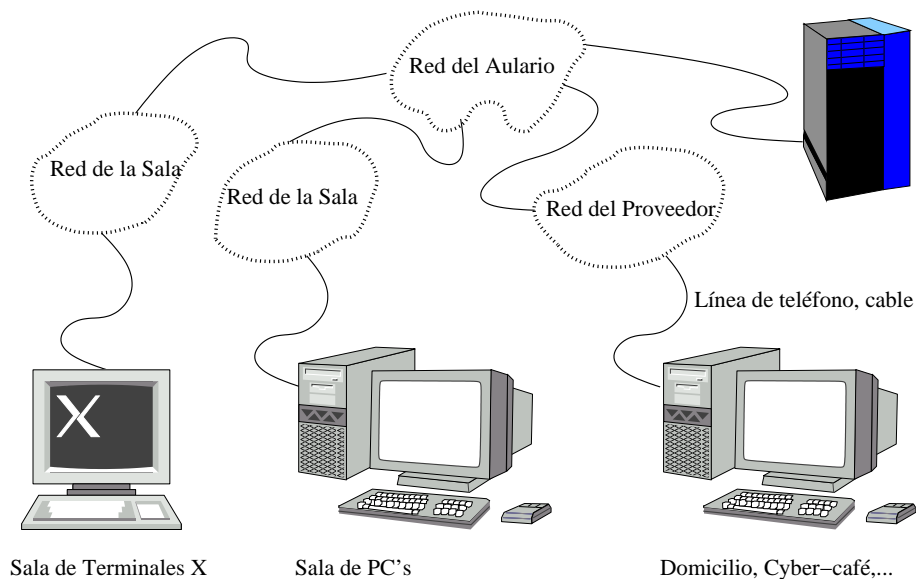 Red del Aulario
Red de la Sala
Red de la Sala
Red del Proveedor
Línea de teléfono, cable
X
Sala de Terminales X
Sala de PC's
Domicilio, Cyber−café,...